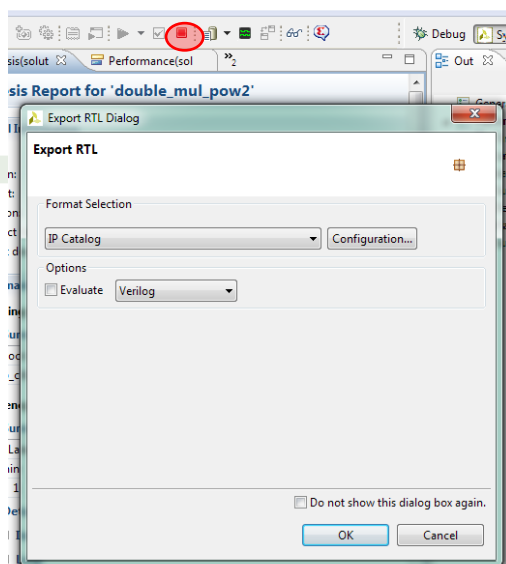 Debug
Sy
sis(solut
Performance(sol
»2
Out
sis Report for 'double_mul_pow2'
Export RTL Dialog
Export RTL
Format Selection
IP Catalog
Configuration...
Options
Evaluate
Verilog
Do not show this dialog box again.
OK
Cancel